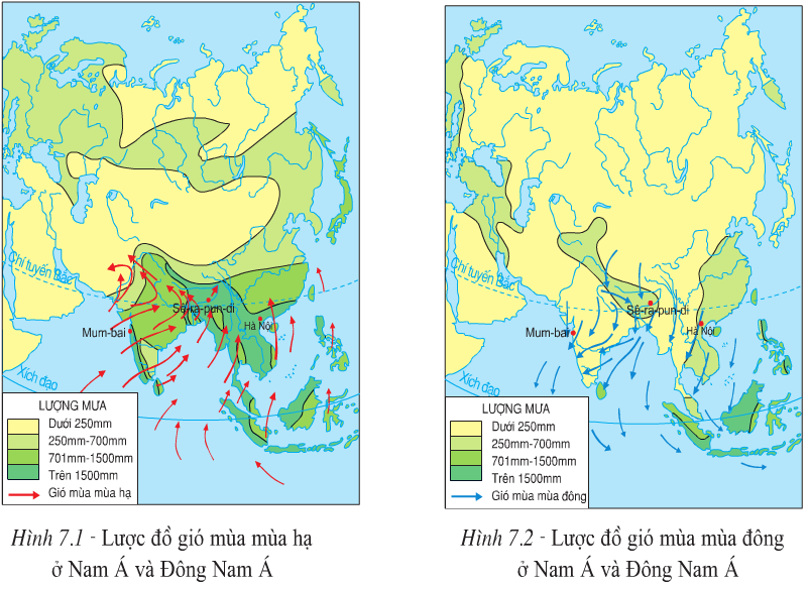 Chí tuyến Bắc
Sê-ra-pun-di
Mum-bai
Hà Nội
Xích đạo
LƯỢNG MƯA
Dưới 250mm
250mm-700mm
701mm-1500mm
Trên 1500mm
Gió mùa mùa hạ
Hình 7.1 - Lược đồ gió mùa mùa hạ
ở Nam Á và Đông Nam Á
Chí tuyến Bắc
Sê-ra-pun-di
Mum-bai
Hà Nội
Xích đạo
LƯỢNG MƯA
Dưới 250mm
250mm-700mm
701mm-1500mm
Trên 1500mm
Gió mùa mùa đông
Hình 7.2 - Lược đồ gió mùa mùa đông
ở Nam Á và Đông Nam Á